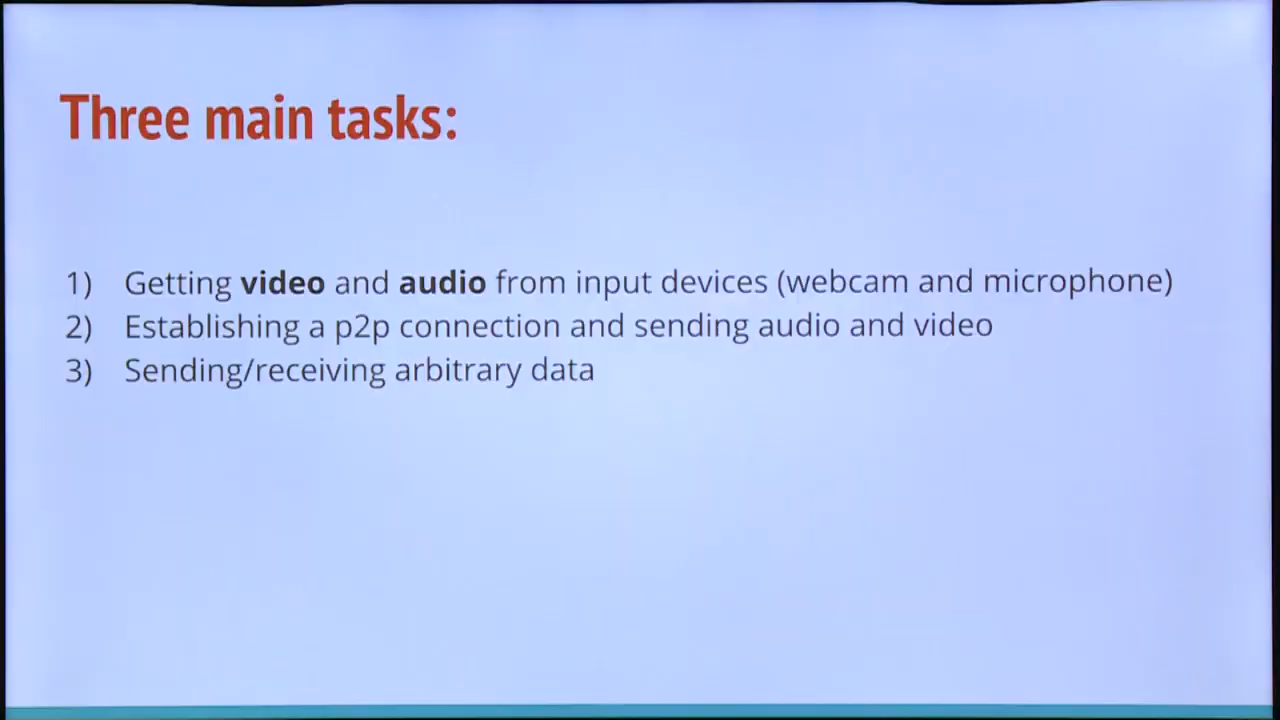 Three main tasks:
1) Getting video and audio from input devices (webcam and microphone)
2) Establishing a p2p connection and sending audio and video
3) Sending/receiving arbitrary data